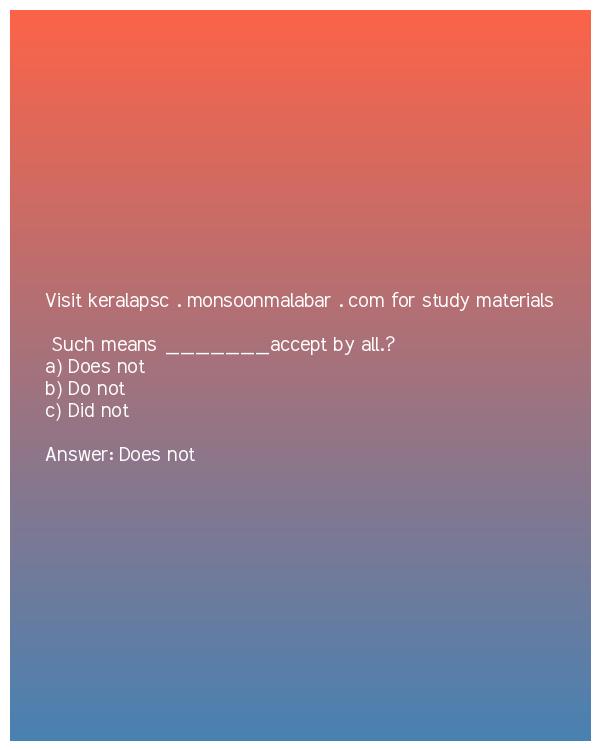 Visit keralapsc . monsoonmalabar . com for study materials
Such means _______accept by all.?
a) Does not
b) Do not
c) Did not
Answer: Does not